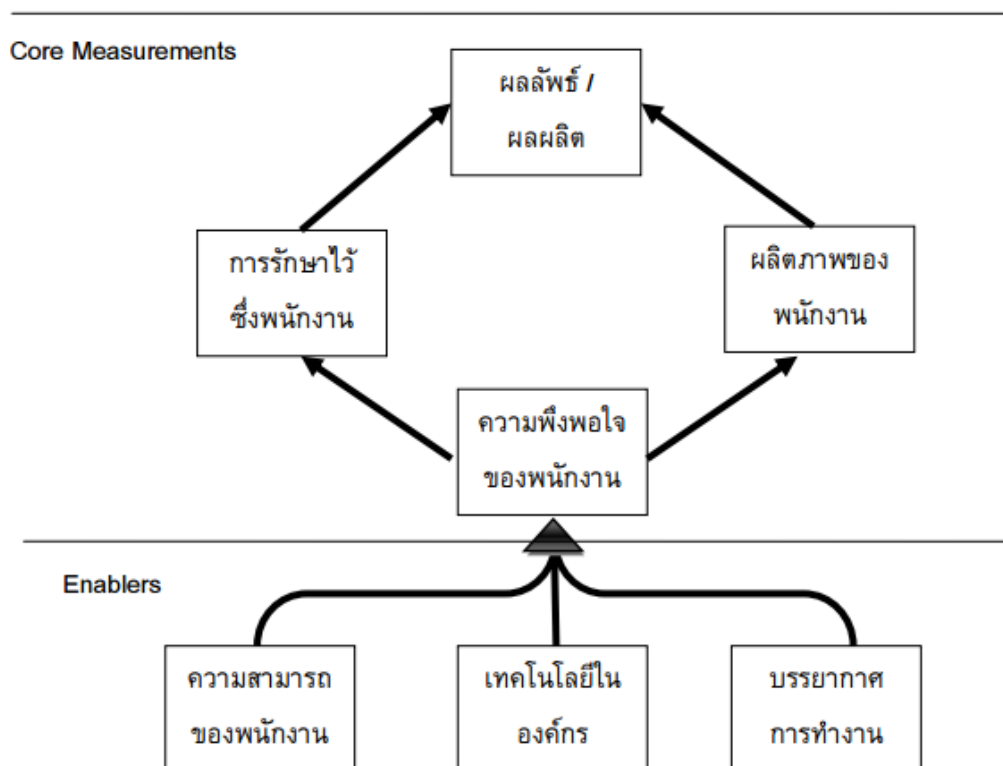 Core Measurements
ผลลัพธ์ /
ผลผลิต
การรักษาไว้
ซึ่งพนักงาน
ผลิตภาพของ
พนักงาน
ความพึงพอใจ
ของพนักงาน
Enablers
ความสามารถ
ของพนักงาน
เทคโนโลยีใน
องค์กร
บรรยากาศ
การทำงาน